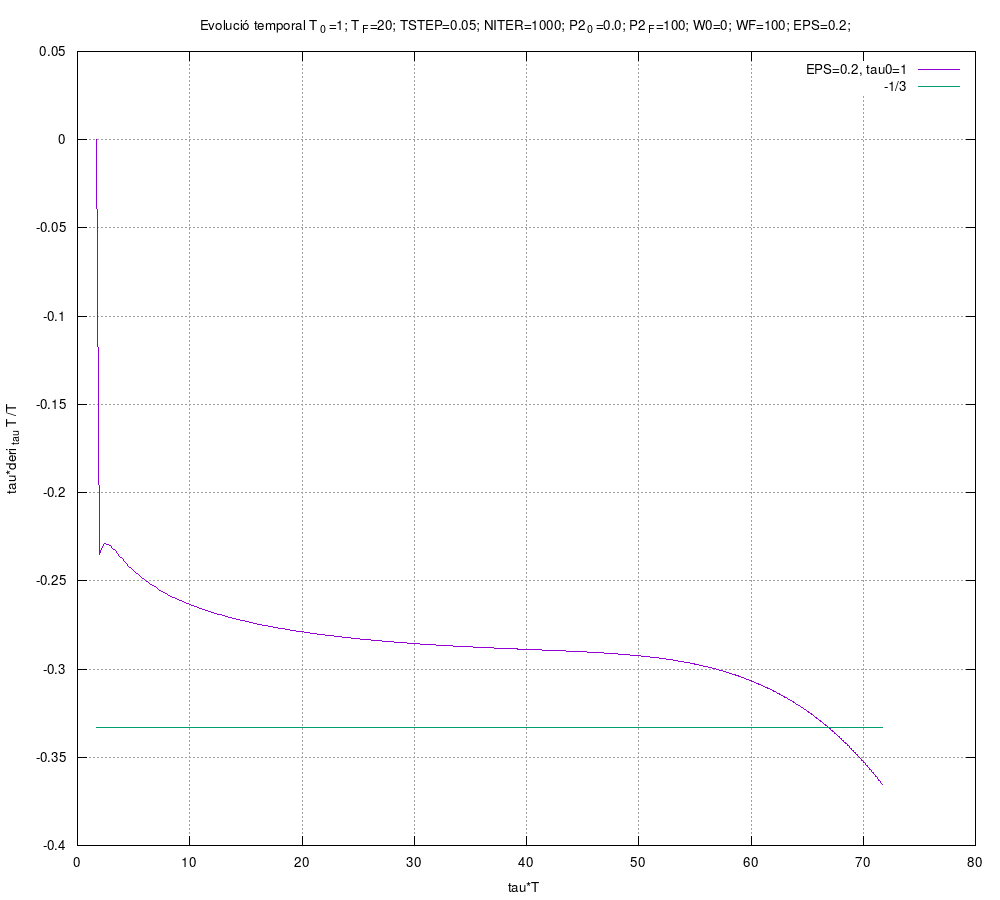 Evolució temporal T 0 =1; T F =20; TSTEP=0.05; NITER=1000; P2 0 =0.0; P2 F =100; W0=0; WF=100; EPS=0.2;
EPS=0.2, tau0=1
-1/3
0.05
0
-0.05
-0.1
-0.15
-0.2
-0.25
-0.3
-0.35
-0.4
tau*deri tau T /T
0 10 20 30 40 50 60 70 80
tau*T